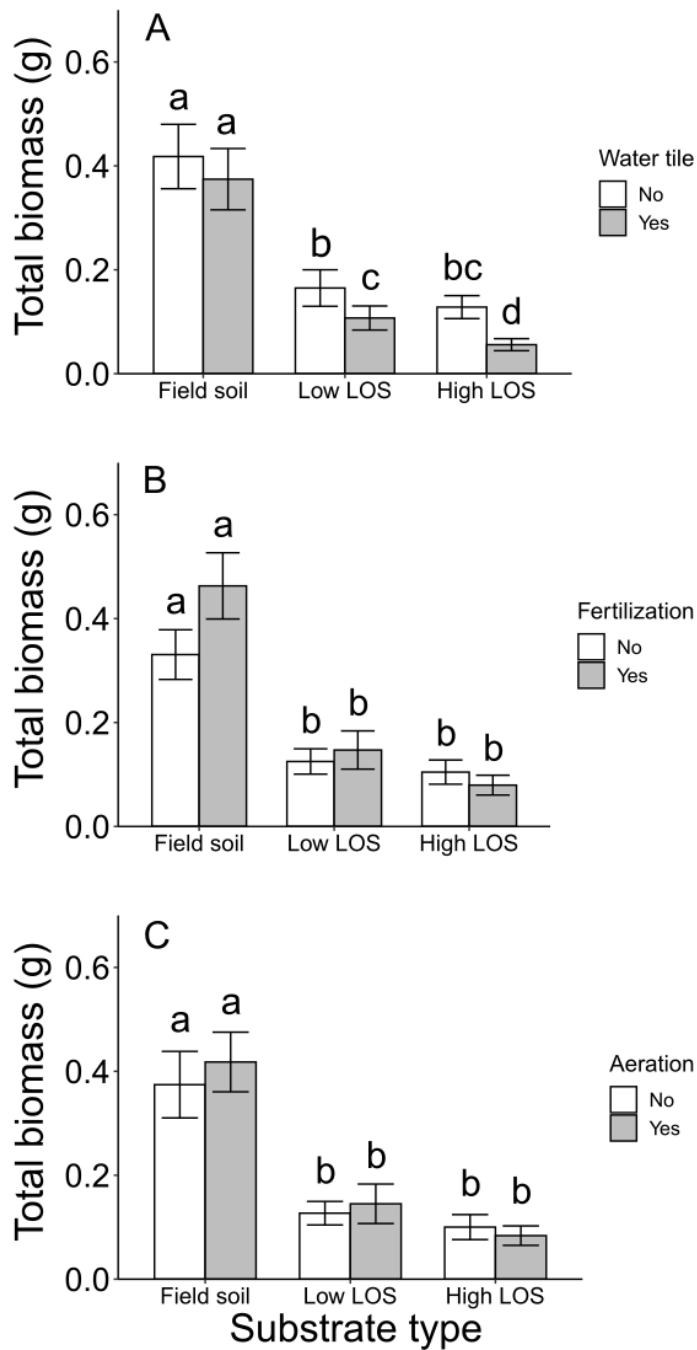 A
Total biomass (g)
0.6
0.4
0.2
0.0
a a
b c
bc d
Field soil Low LOS High LOS
Water tile
No
Yes
B
Total biomass (g)
0.6
0.4
0.2
0.0
a a
b b
b b
Field soil Low LOS High LOS
Fertilization
No
Yes
C
Total biomass (g)
0.6
0.4
0.2
0.0
a a
b b
b b
Field soil Low LOS High LOS
Aeration
No
Yes
Substrate type